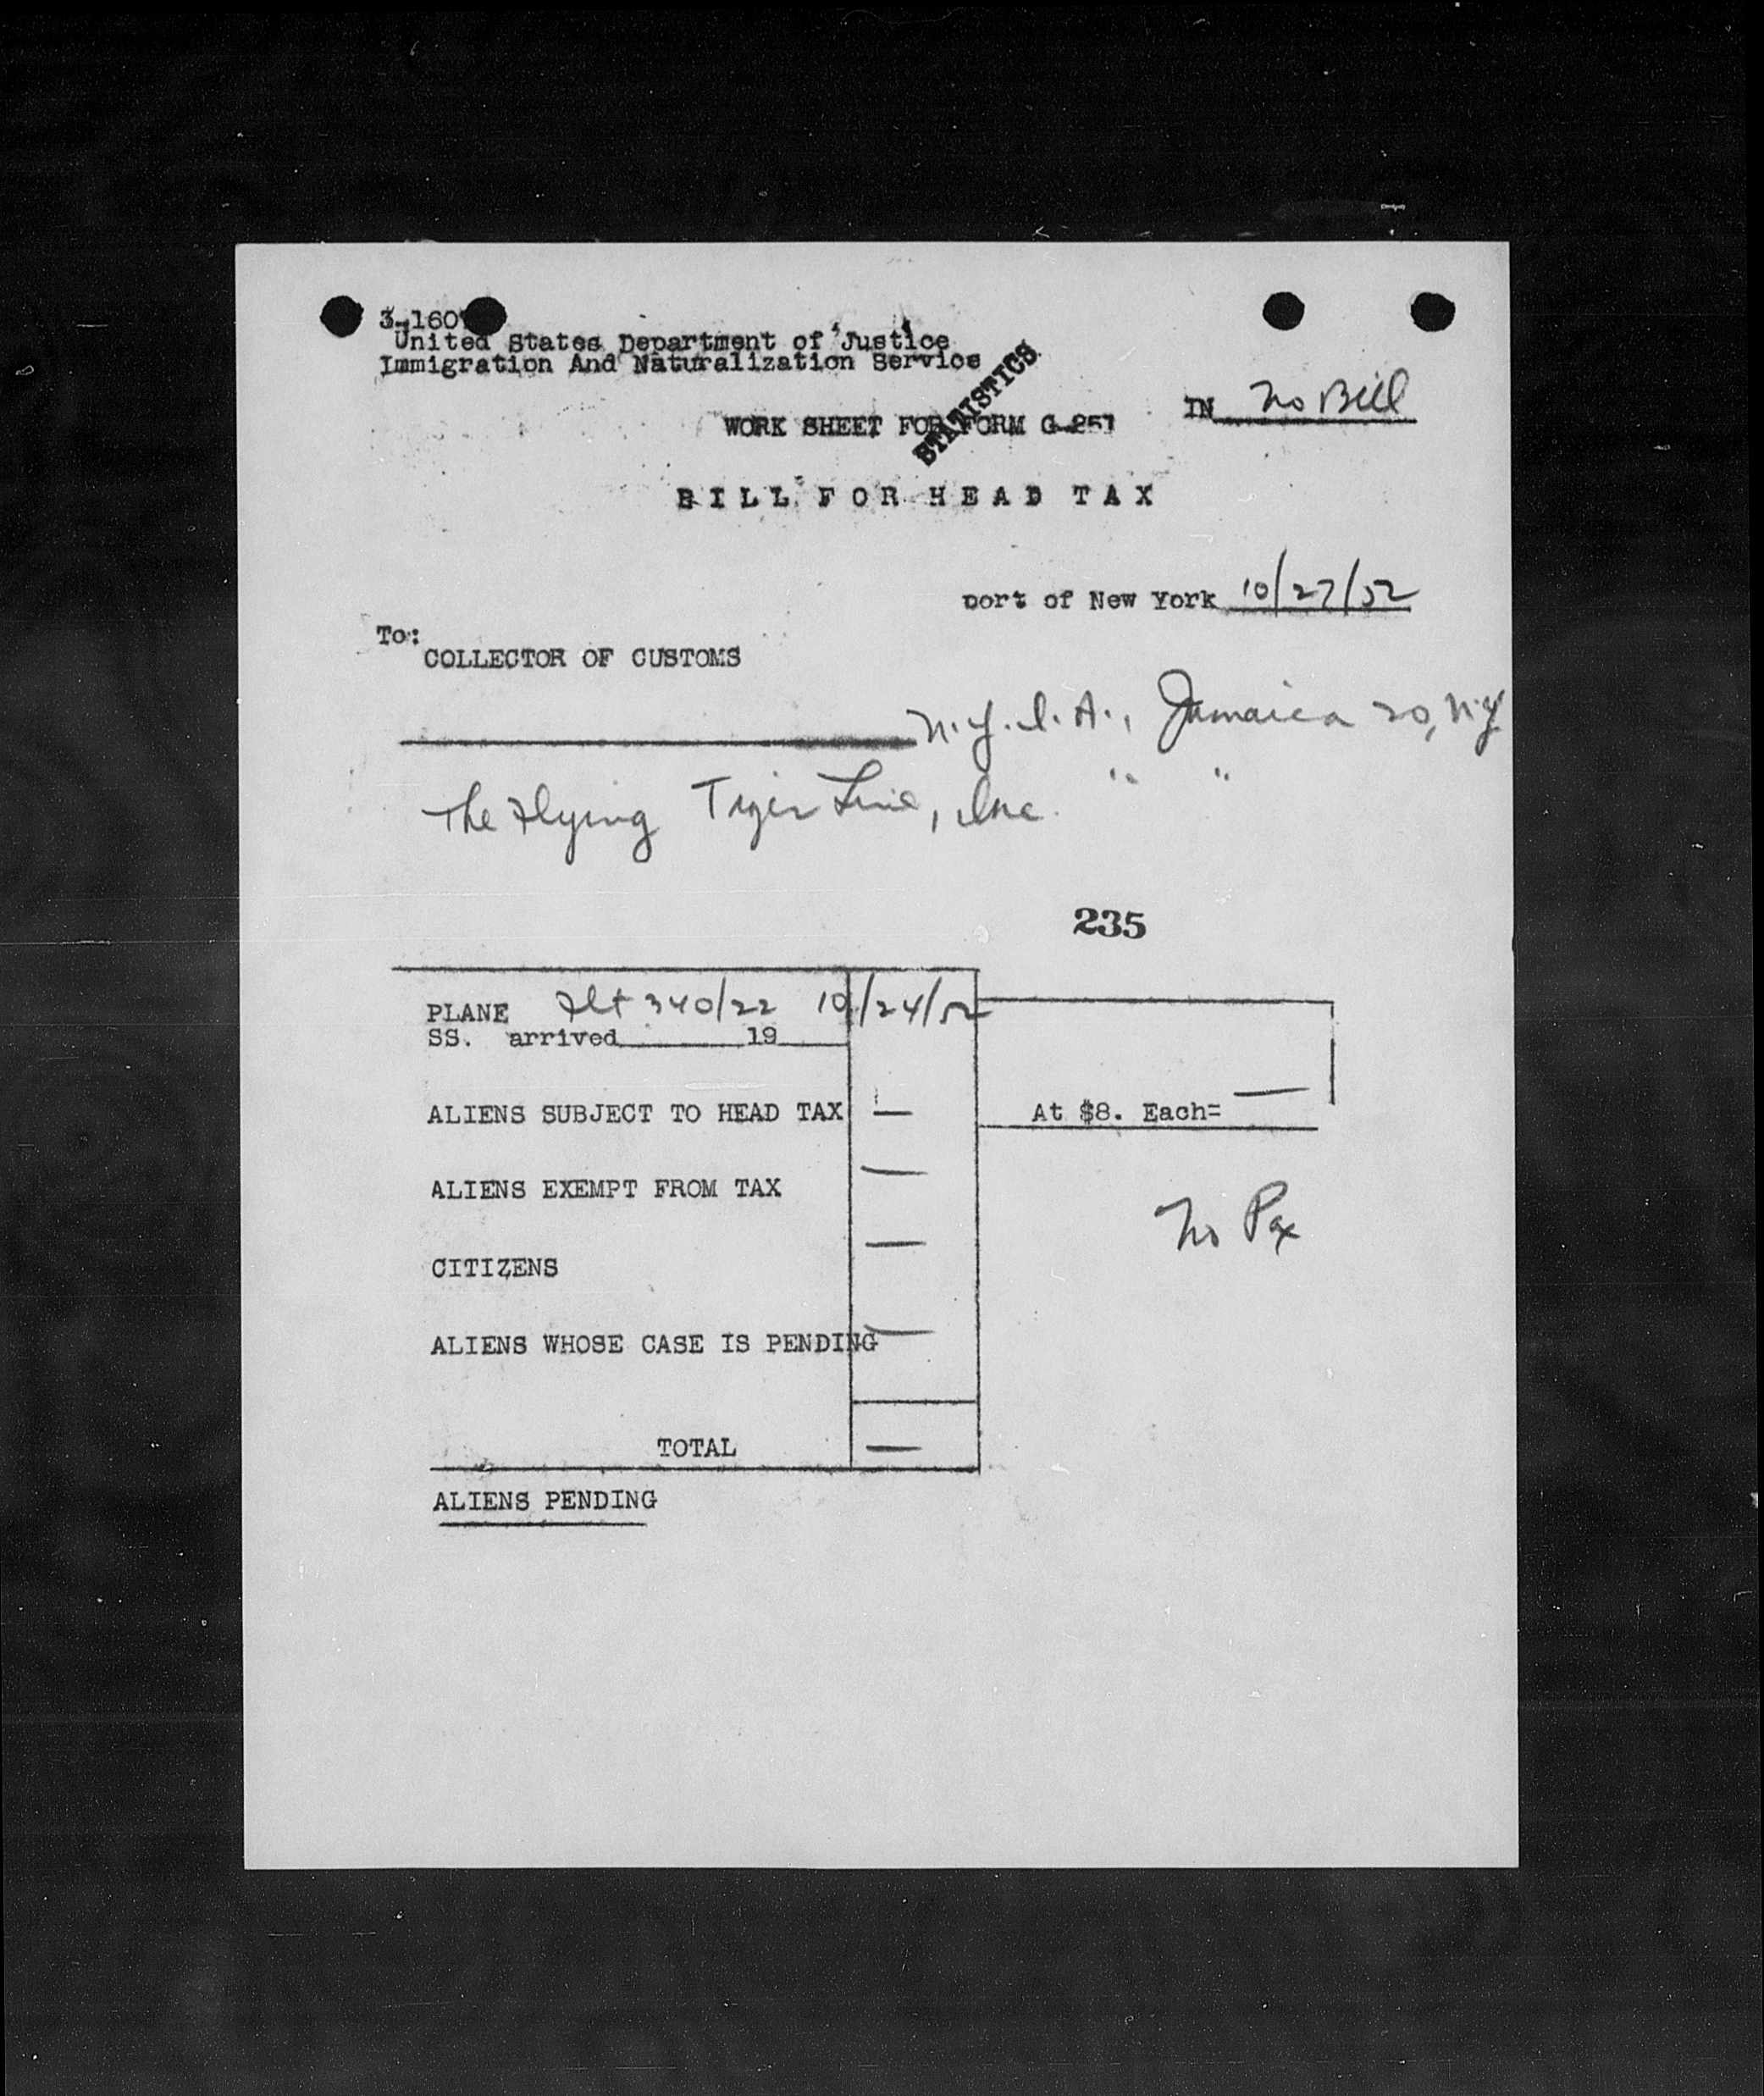 3-160
United States Department of Justice
Immigration And Naturalization Service
STATISTICS
IN No Bill
WORK SHEET FOR FORM G-251
BILL FOR HEAD TAX
Port of New York 10/27/52
To:
COLLECTOR OF CUSTOMS
N.Y.I.A., Jamaica 20, N.Y.
The Flying Tiger Line, Inc. " "
235
PLANE Flt 340/22 10/24/52
SS. arrived 19
ALIENS SUBJECT TO HEAD TAX — At $8. Each= —
ALIENS EXEMPT FROM TAX —
No Px
CITIZENS —
ALIENS WHOSE CASE IS PENDING —
TOTAL —
ALIENS PENDING